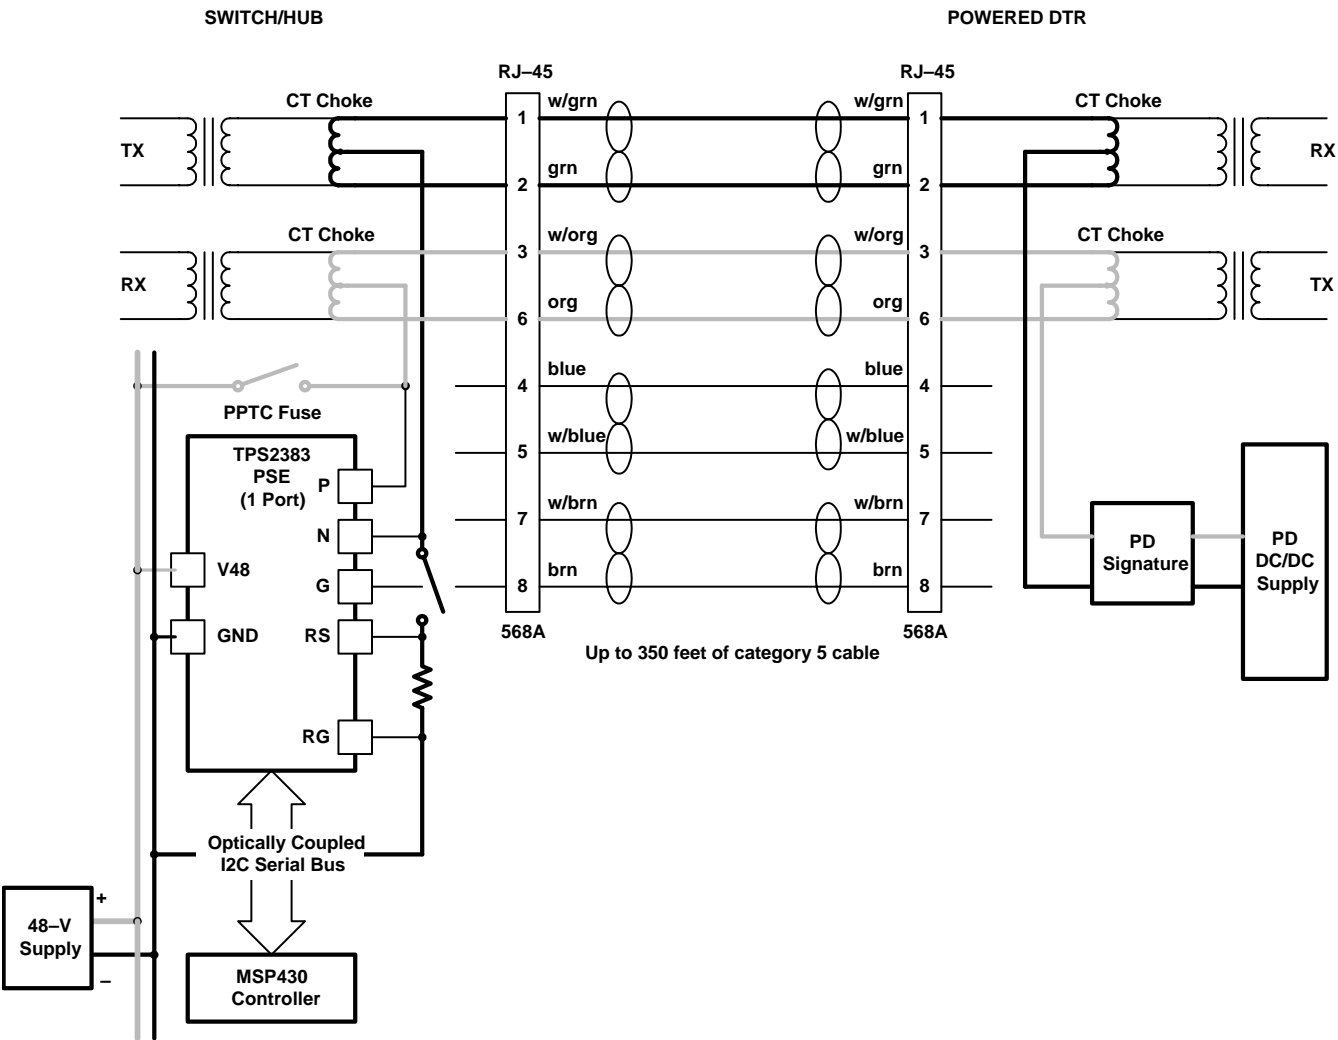 SWITCH/HUB
POWERED DTR
RJ–45
RJ–45
CT Choke
w/grn
w/grn
CT Choke
TX
1
1
RX
grn
grn
2
2
CT Choke
w/org
w/org
CT Choke
RX
3
3
TX
org
org
6
6
blue
blue
4
4
PPTC Fuse
w/blue
w/blue
5
5
TPS2383
PSE
(1 Port)
P
N
G
RS
RG
V48
GND
w/brn
w/brn
7
7
brn
brn
8
8
568A
568A
Up to 350 feet of category 5 cable
PD
Signature
PD
DC/DC
Supply
Optically Coupled
I2C Serial Bus
+
48–V
Supply
–
MSP430
Controller